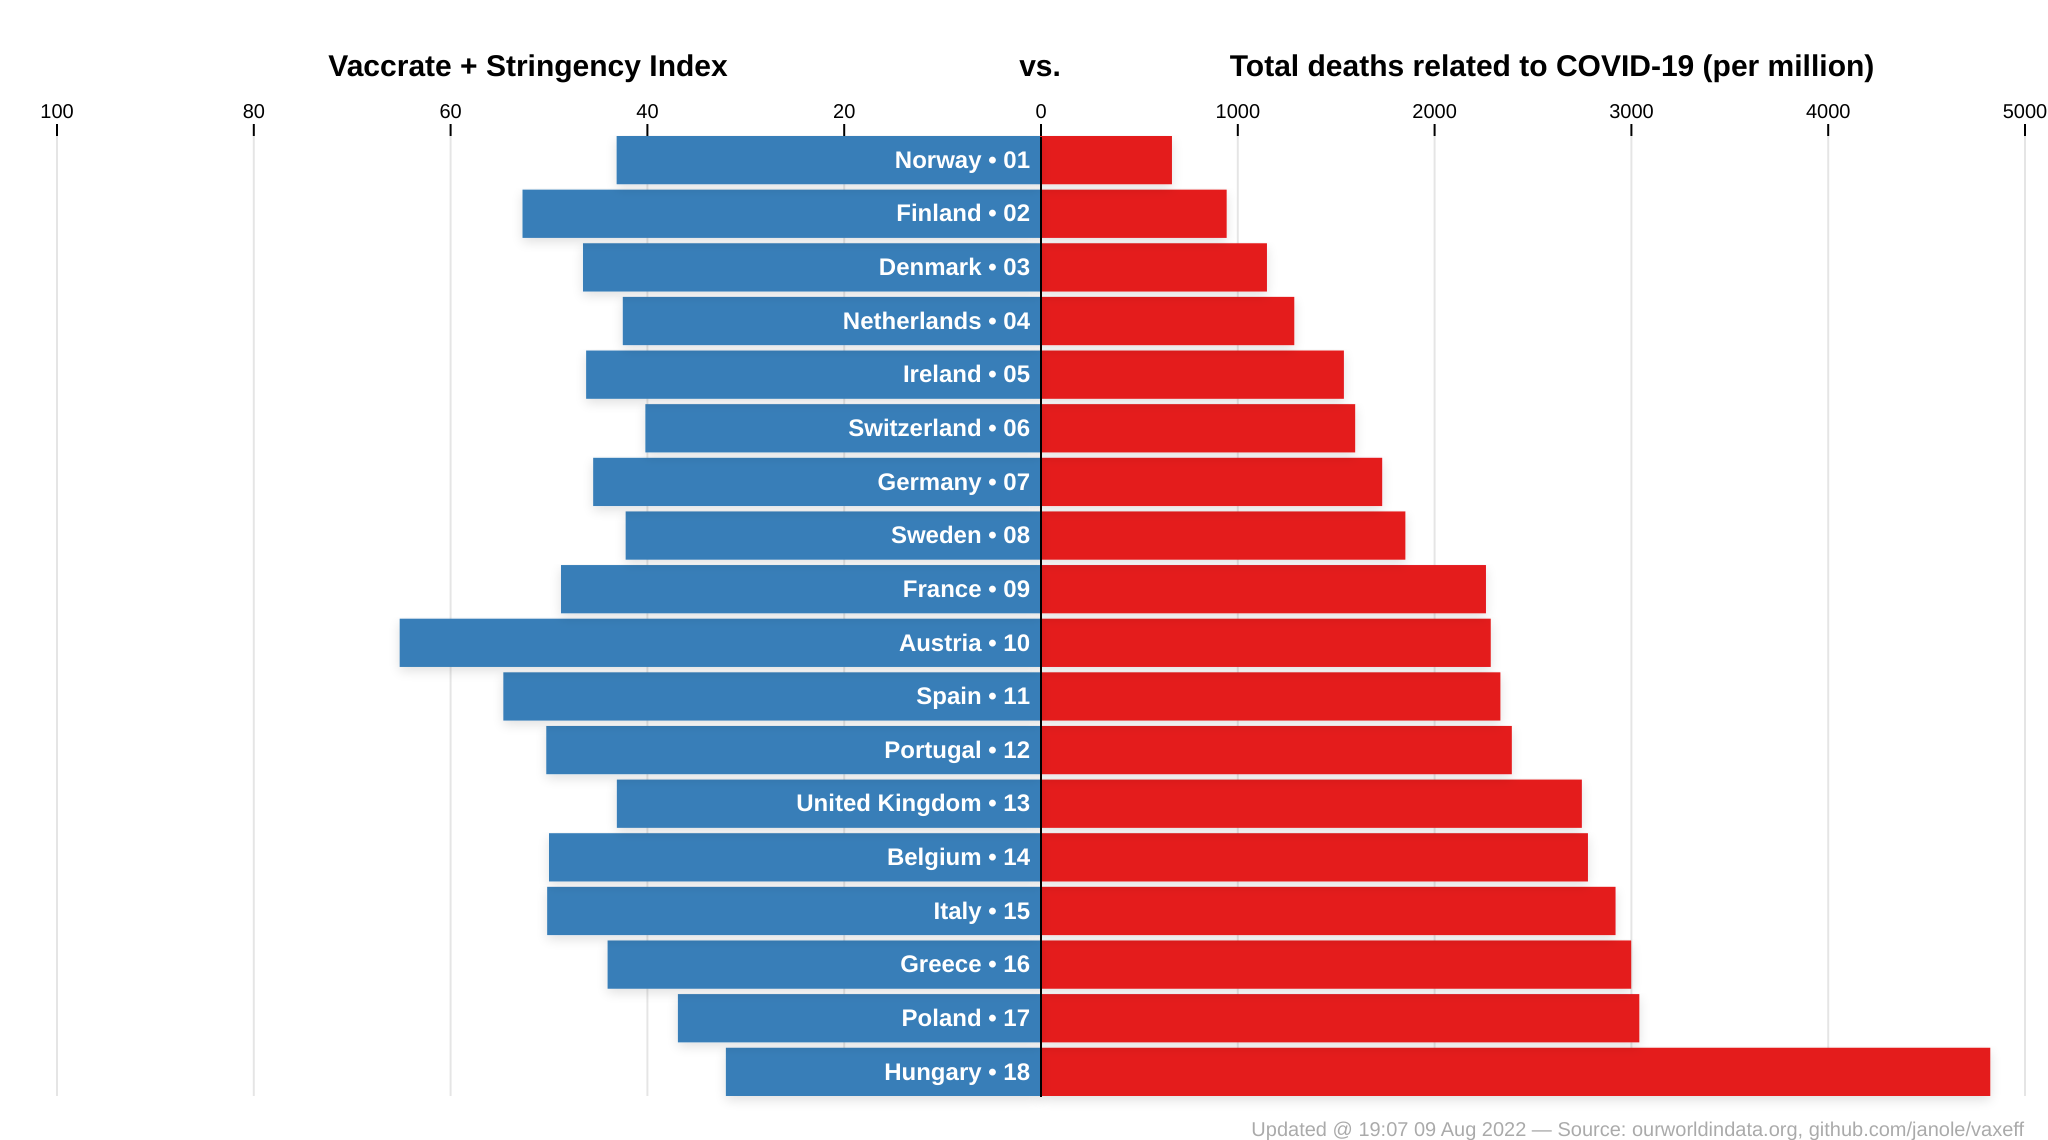 Vaccrate + Stringency Index vs. Total deaths related to COVID-19 (per million)
100 80 60 40 20 0 1000 2000 3000 4000 5000
Norway • 01
Finland • 02
Denmark • 03
Netherlands • 04
Ireland • 05
Switzerland • 06
Germany • 07
Sweden • 08
France • 09
Austria • 10
Spain • 11
Portugal • 12
United Kingdom • 13
Belgium • 14
Italy • 15
Greece • 16
Poland • 17
Hungary • 18
Updated @ 19:07 09 Aug 2022 — Source: ourworldindata.org, github.com/janole/vaxeff